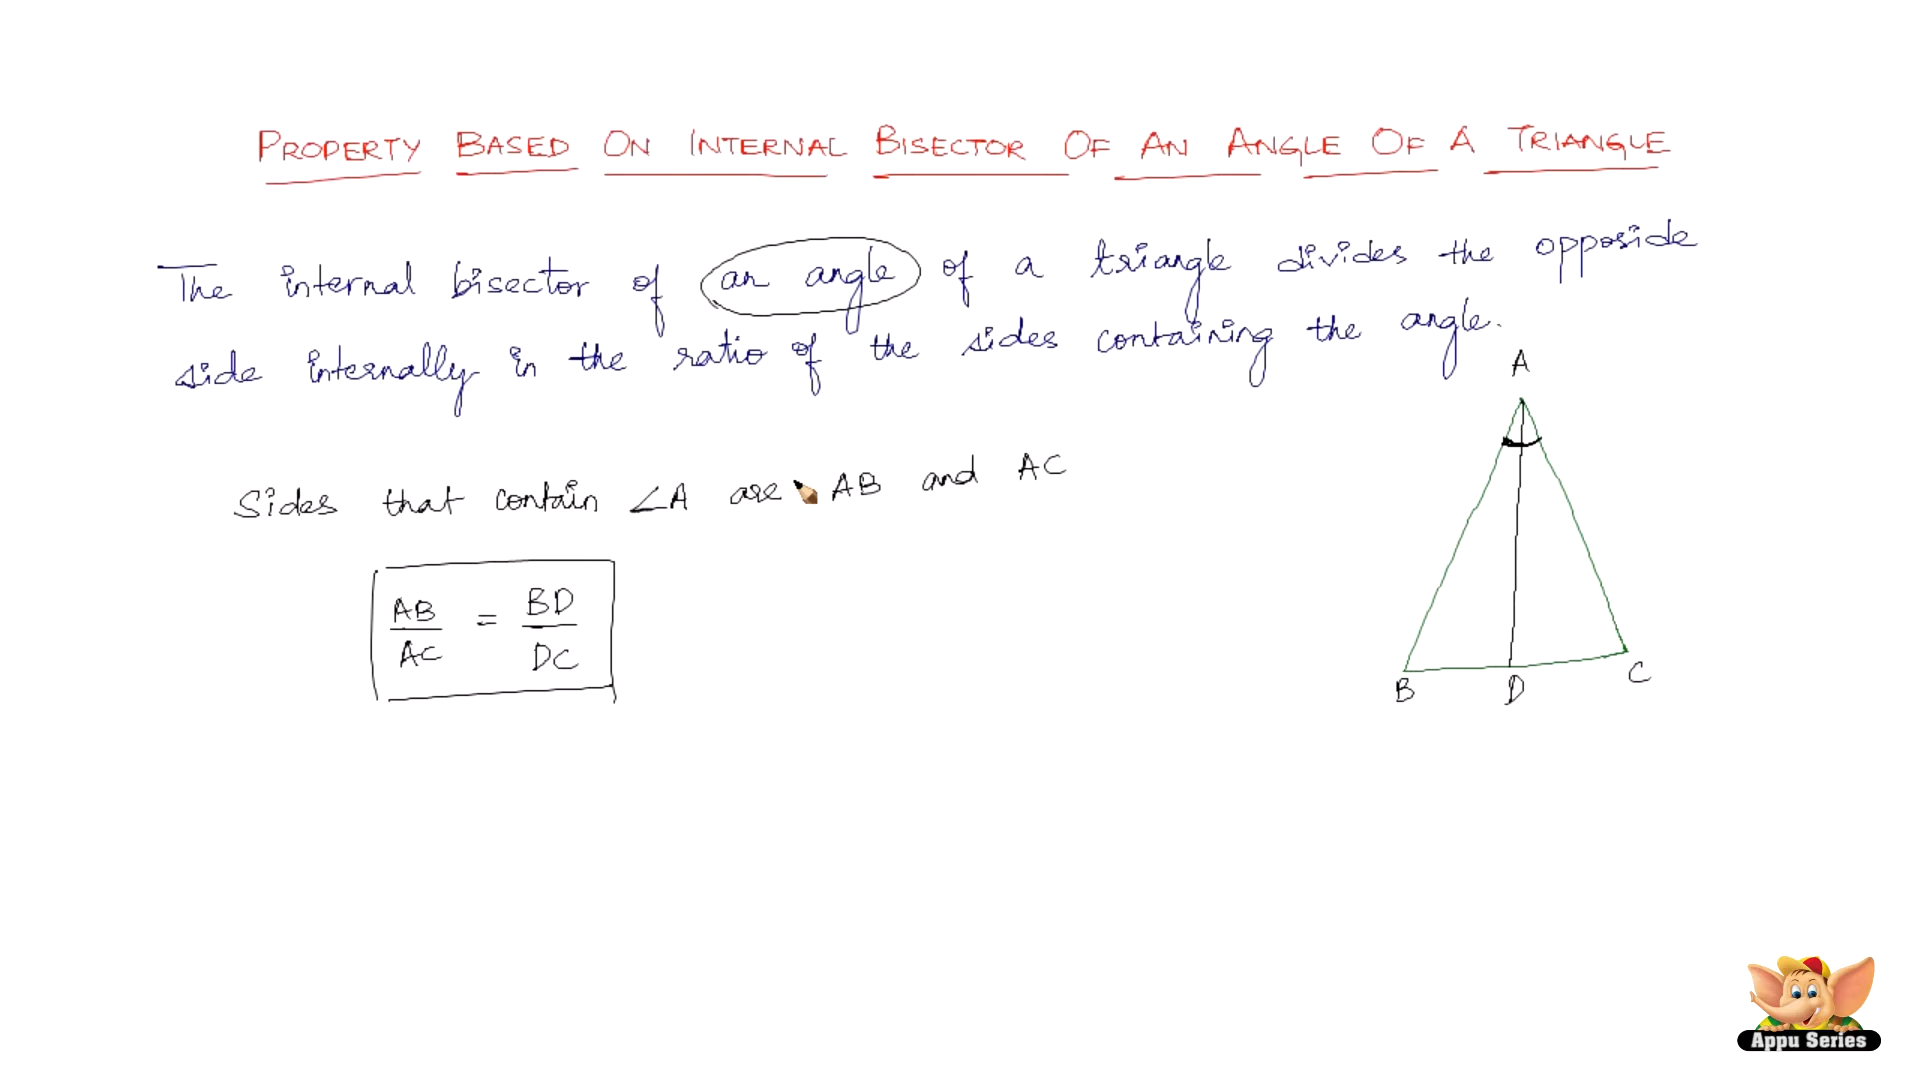 PROPERTY BASED ON INTERNAL BISECTOR OF AN ANGLE OF A TRIANGLE
The internal bisector of an angle of a triangle divides the opposide
side internally in the ratio of the sides containing the angle.
A
Sides that contain ∠A are AB and AC
AB/AC = BD/DC
B D C
Appu Series